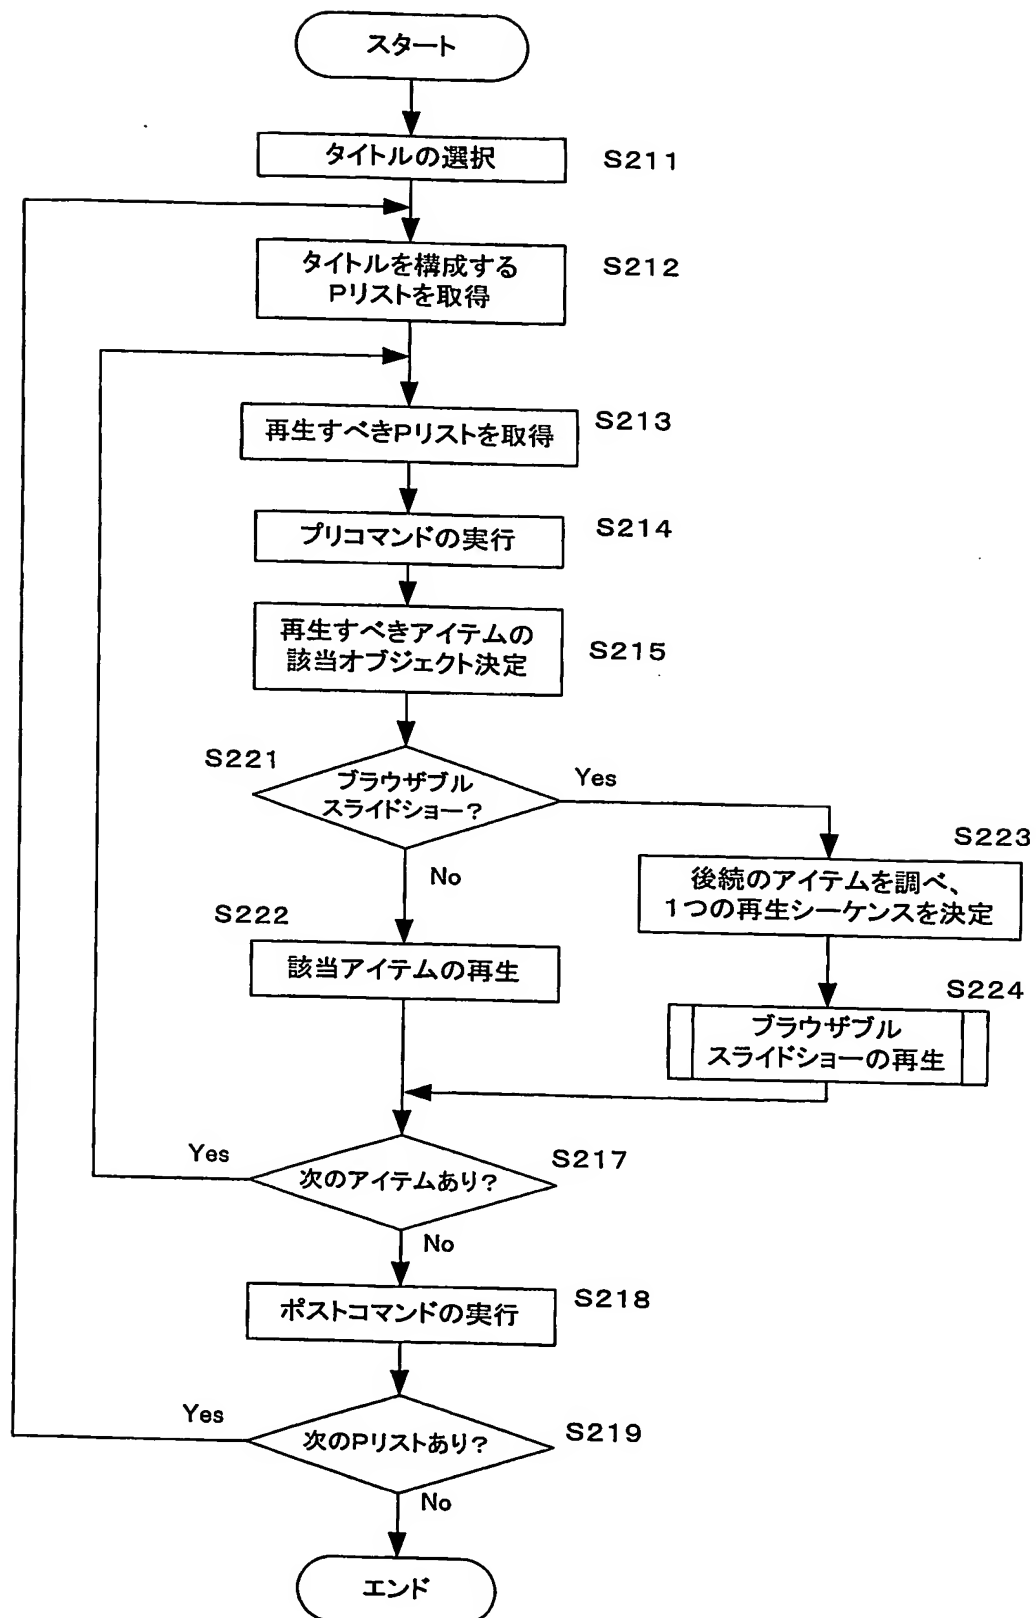 スタート
タイトルの選択
S211
タイトルを構成する
Pリストを取得
S212
再生すべきPリストを取得
S213
プリコマンドの実行
S214
再生すべきアイテムの
該当オブジェクト決定
S215
S221
ブラウザブル
スライドショー?
Yes
No
S223
後続のアイテムを調べ、
1つの再生シーケンスを決定
S222
該当アイテムの再生
S224
ブラウザブル
スライドショーの再生
Yes
次のアイテムあり?
S217
No
ポストコマンドの実行
S218
Yes
次のPリストあり?
S219
No
エンド